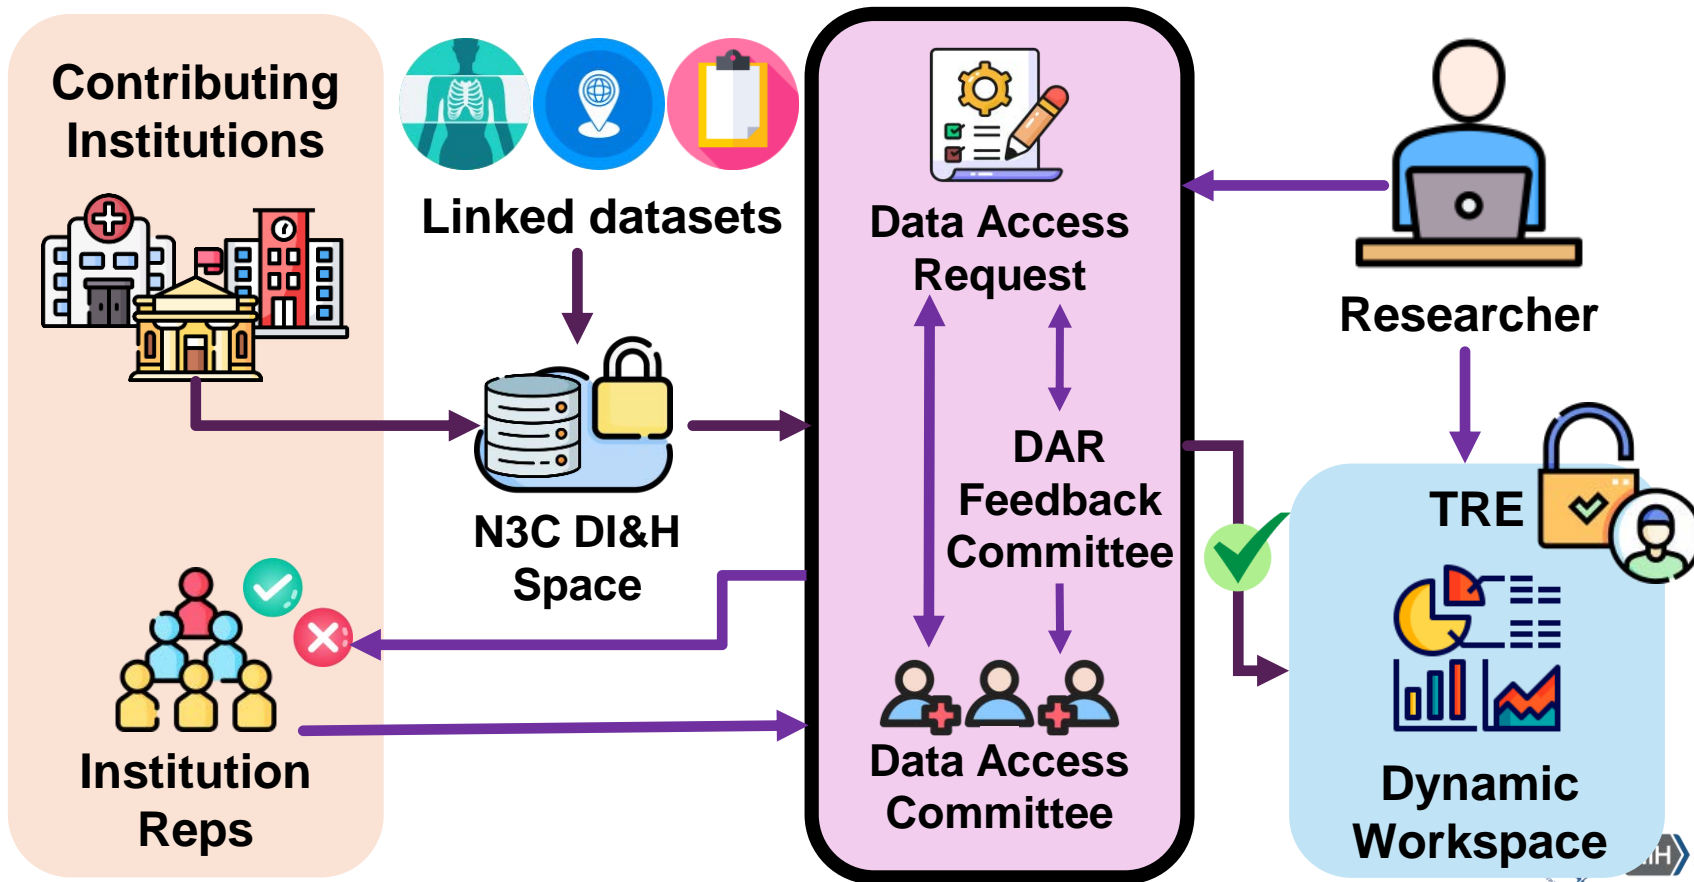 Contributing
Institutions
Linked datasets
N3C DI&H
Space
Institution
Reps
Data Access
Request
DAR
Feedback
Committee
Data Access
Committee
Researcher
TRE
Dynamic
Workspace